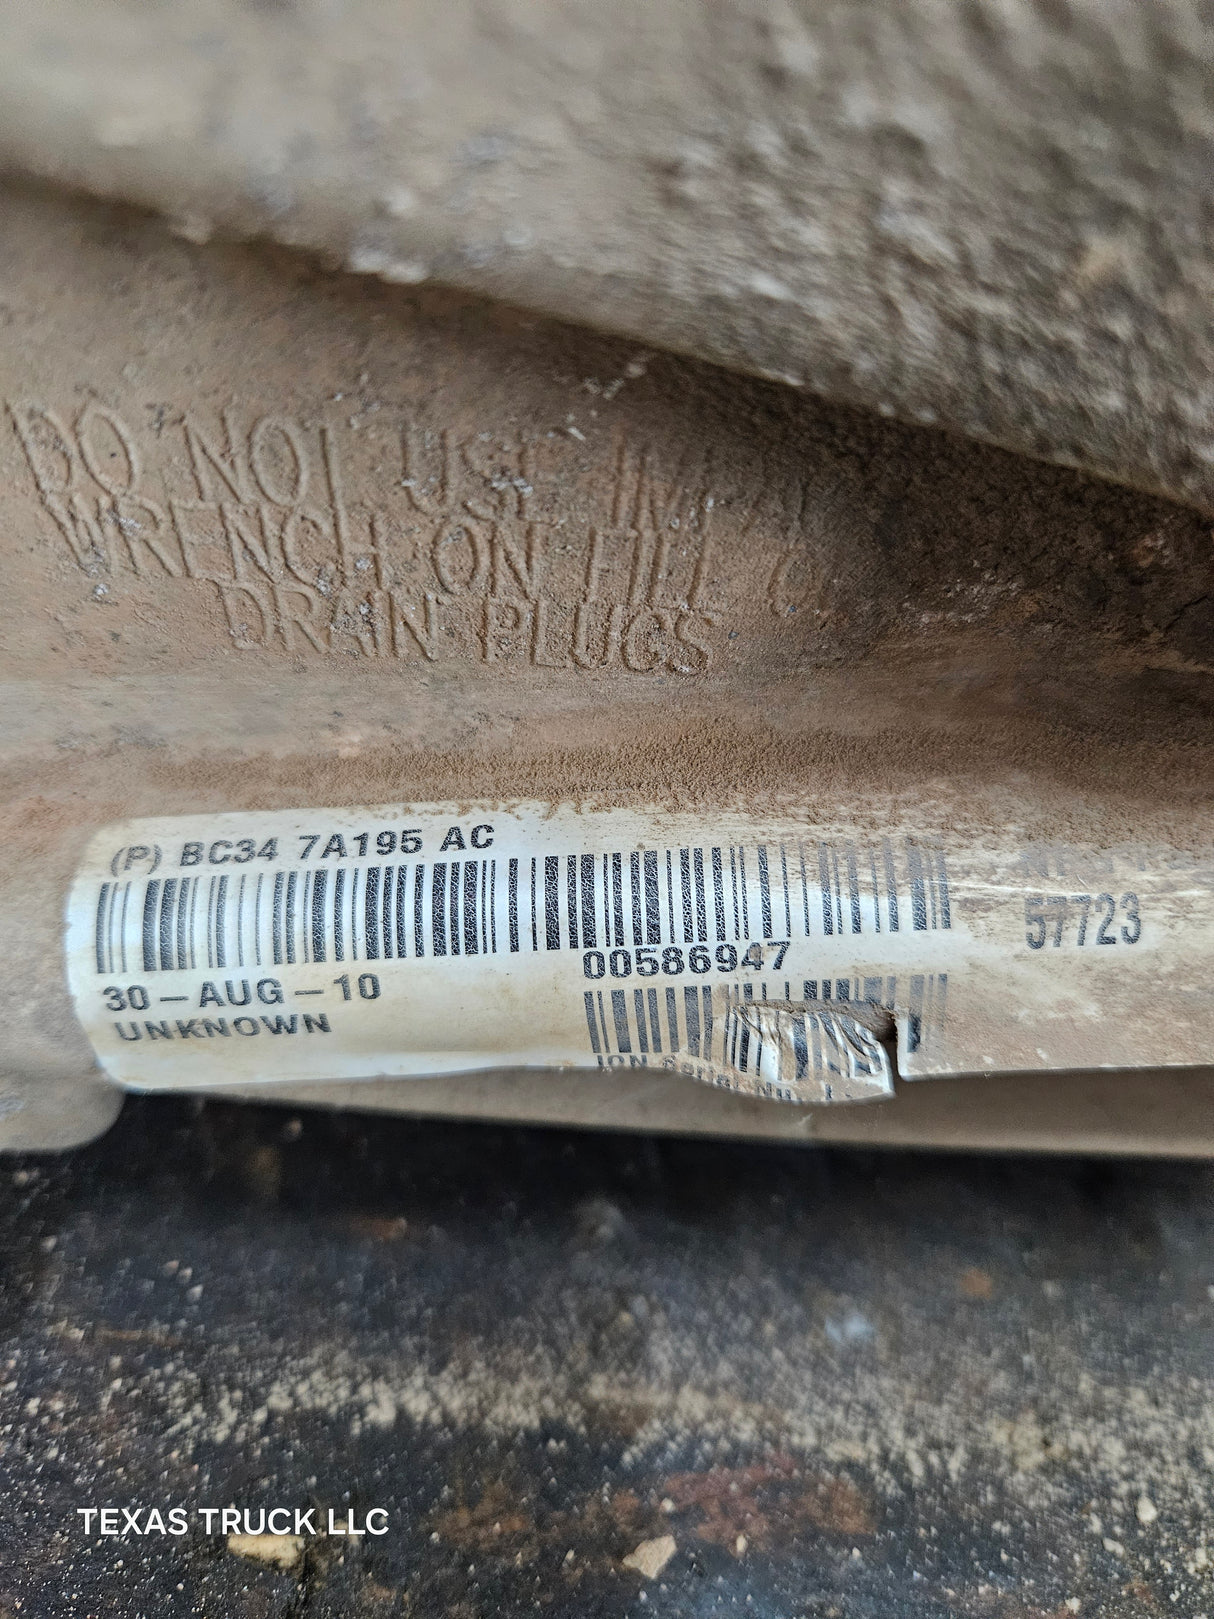 DO NOT USE
WRENCH ON FILL
DRAIN PLUGS
(P) BC34 7A195 AC
57723
00586947
30-AUG-10
UNKNOWN
TEXAS TRUCK LLC